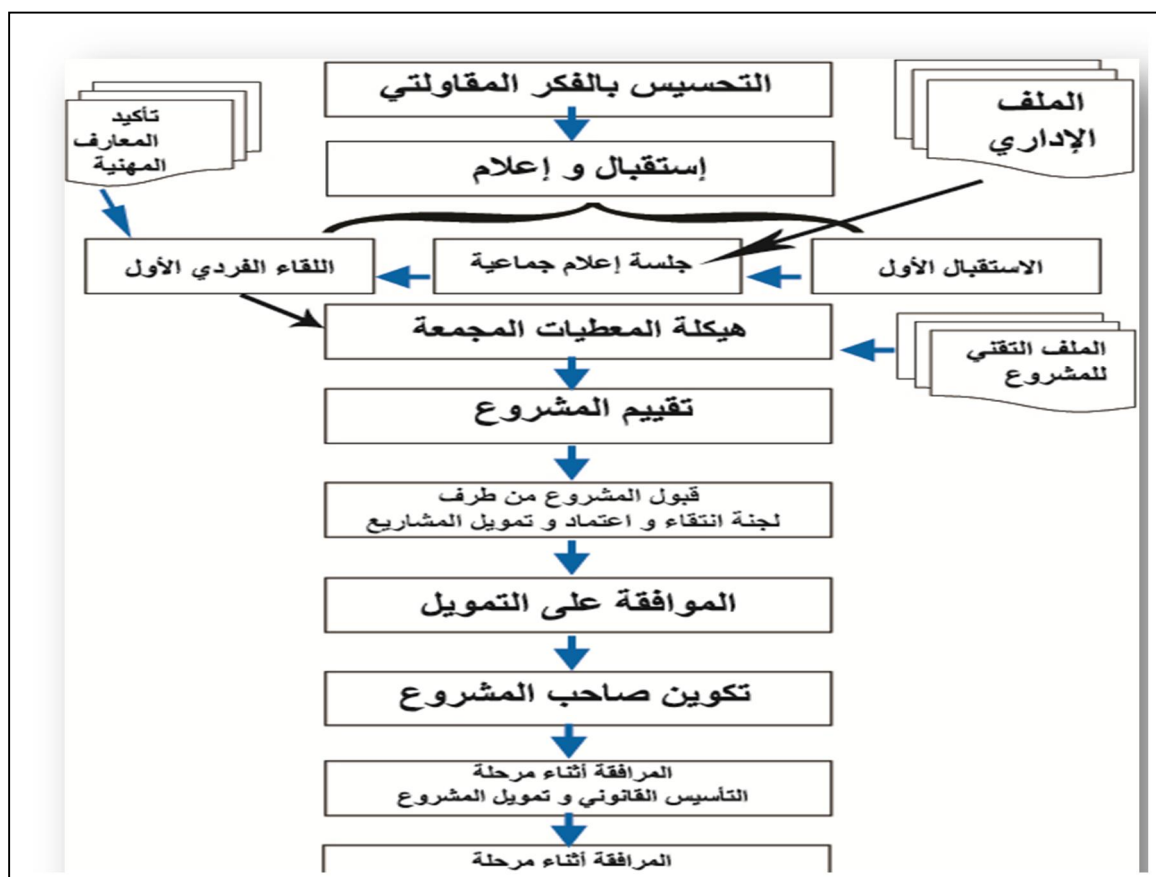 التحسيس بالفكر المقاولتي
الملف
الإداري
تأكيد
المعارف
المهنية
إستقبال و إعلام
الاستقبال الأول
جلسة إعلام جماعية
اللقاء الفردي الأول
هيكلة المعطيات المجمعة
الملف التقني
للمشروع
تقييم المشروع
قبول المشروع من طرف
لجنة انتقاء و اعتماد و تمويل المشاريع
الموافقة على التمويل
تكوين صاحب المشروع
المرافقة أثناء مرحلة
التأسيس القانوني و تمويل المشروع
المرافقة أثناء مرحلة